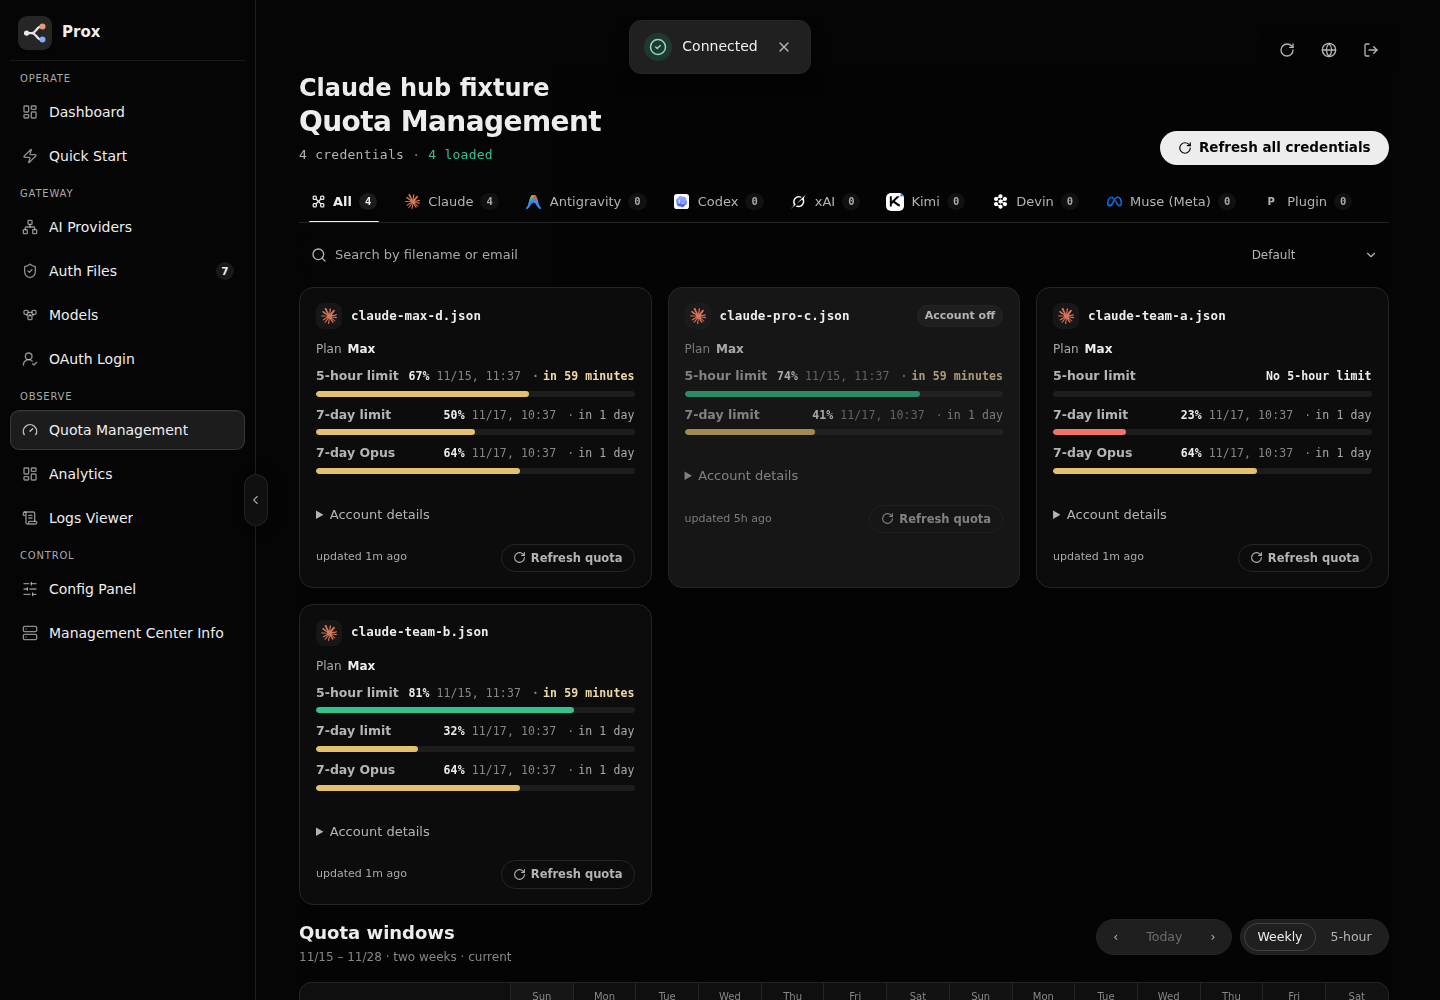 Prox
OPERATE
Dashboard
Quick Start
GATEWAY
AI Providers
Auth Files 7
Models
OAuth Login
OBSERVE
Quota Management
Analytics
Logs Viewer
CONTROL
Config Panel
Management Center Info
Connected
Claude hub fixture
Quota Management
4 credentials · 4 loaded
Refresh all credentials
All 4 Claude 4 Antigravity 0 Codex 0 xAI 0 Kimi 0 Devin 0 Muse (Meta) 0 P Plugin 0
Search by filename or email
Default
claude-max-d.json
Plan Max
5-hour limit 67% 11/15, 11:37 · in 59 minutes
7-day limit 50% 11/17, 10:37 · in 1 day
7-day Opus 64% 11/17, 10:37 · in 1 day
Account details
updated 1m ago Refresh quota
claude-pro-c.json Account off
Plan Max
5-hour limit 74% 11/15, 11:37 · in 59 minutes
7-day limit 41% 11/17, 10:37 · in 1 day
Account details
updated 5h ago Refresh quota
claude-team-a.json
Plan Max
5-hour limit No 5-hour limit
7-day limit 23% 11/17, 10:37 · in 1 day
7-day Opus 64% 11/17, 10:37 · in 1 day
Account details
updated 1m ago Refresh quota
claude-team-b.json
Plan Max
5-hour limit 81% 11/15, 11:37 · in 59 minutes
7-day limit 32% 11/17, 10:37 · in 1 day
7-day Opus 64% 11/17, 10:37 · in 1 day
Account details
updated 1m ago Refresh quota
Quota windows
11/15 – 11/28 · two weeks · current
‹ Today ›
Weekly 5-hour
Sun Mon Tue Wed Thu Fri Sat Sun Mon Tue Wed Thu Fri Sat